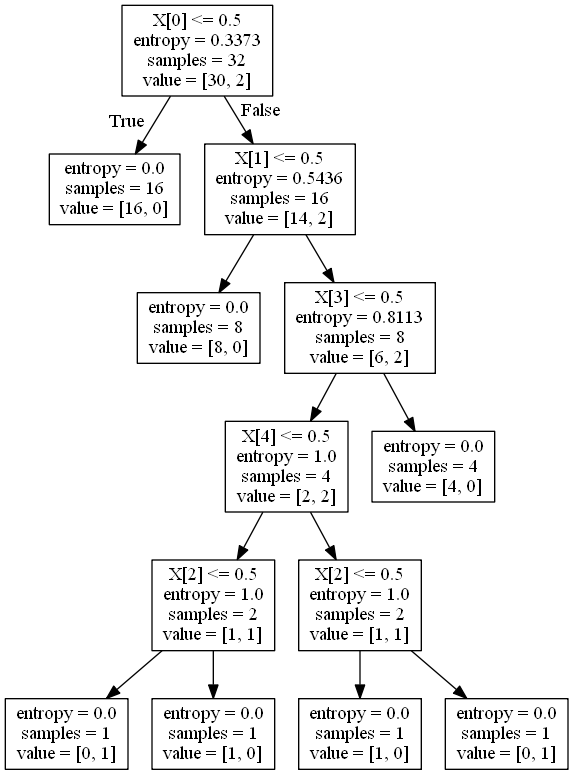 X[0] <= 0.5
entropy = 0.3373
samples = 32
value = [30, 2]
True
False
entropy = 0.0
samples = 16
value = [16, 0]
X[1] <= 0.5
entropy = 0.5436
samples = 16
value = [14, 2]
entropy = 0.0
samples = 8
value = [8, 0]
X[3] <= 0.5
entropy = 0.8113
samples = 8
value = [6, 2]
X[4] <= 0.5
entropy = 1.0
samples = 4
value = [2, 2]
entropy = 0.0
samples = 4
value = [4, 0]
X[2] <= 0.5
entropy = 1.0
samples = 2
value = [1, 1]
X[2] <= 0.5
entropy = 1.0
samples = 2
value = [1, 1]
entropy = 0.0
samples = 1
value = [0, 1]
entropy = 0.0
samples = 1
value = [1, 0]
entropy = 0.0
samples = 1
value = [1, 0]
entropy = 0.0
samples = 1
value = [0, 1]